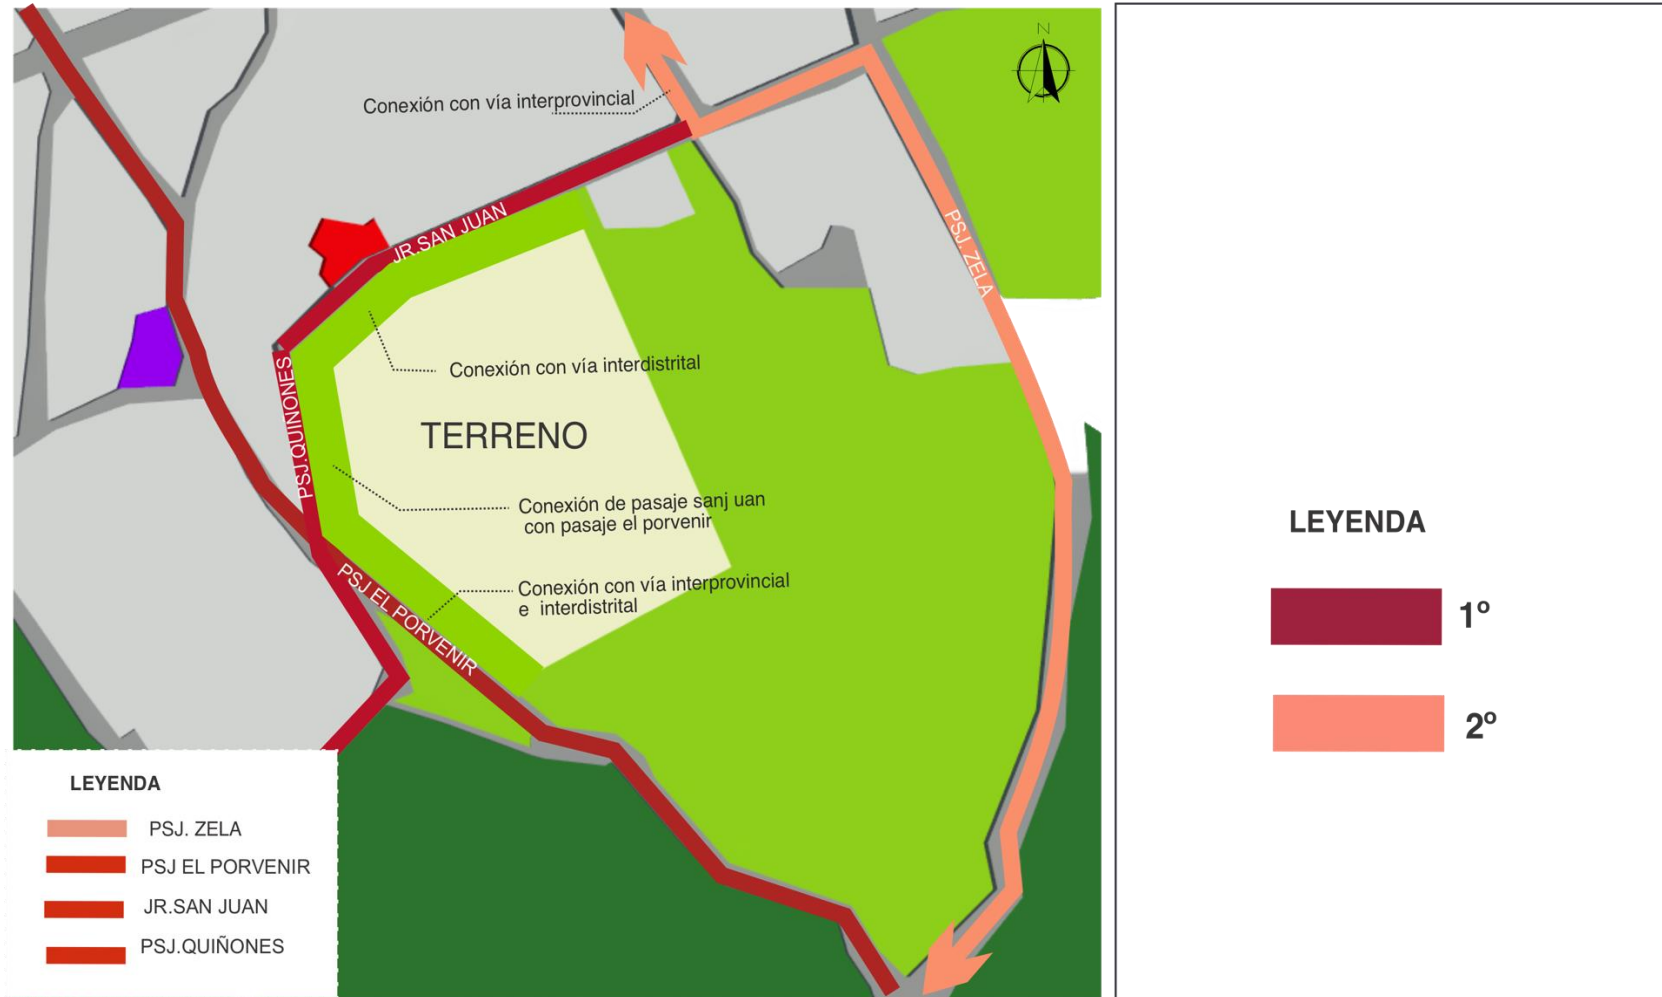 N
Conexión con vía interprovincial
JR.SAN JUAN
PSJ. ZELA
Conexión con vía interdistrital
PSJ.QUINONES
TERRENO
Conexión de pasaje sanj uan
con pasaje el porvenir
PSJ EL PORVENIR
Conexión con vía interprovincial
e interdistrital
LEYENDA
PSJ. ZELA
PSJ EL PORVENIR
JR.SAN JUAN
PSJ.QUIÑONES
LEYENDA
1º
2º